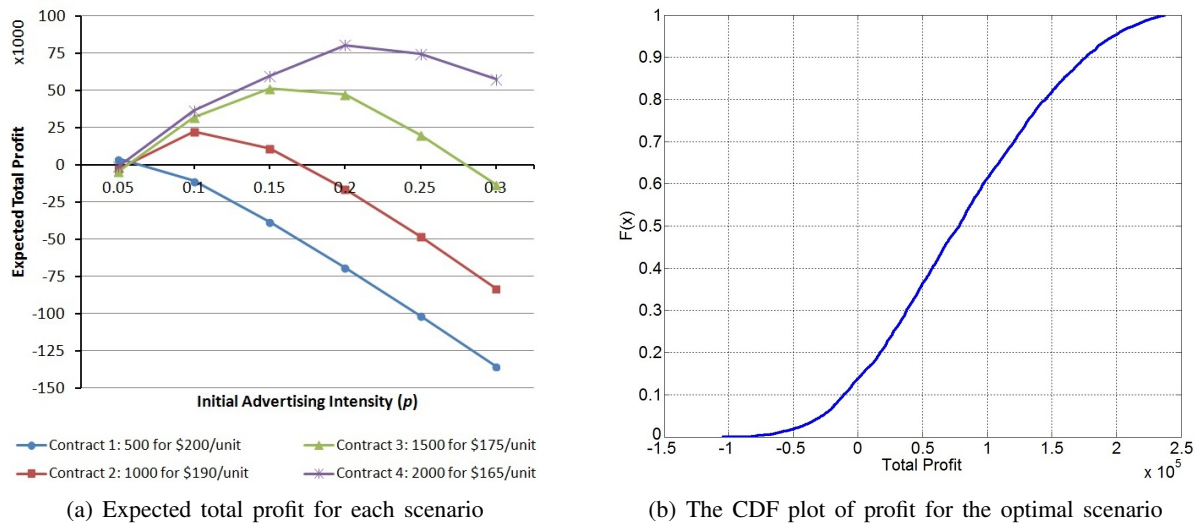 x1000
Expected Total Profit
100
75
50
25
0
-25
-50
-75
-100
-125
-150
0.05 0.1 0.15 0.2 0.25 0.3
Initial Advertising Intensity (p)
Contract 1: 500 for $200/unit
Contract 3: 1500 for $175/unit
Contract 2: 1000 for $190/unit
Contract 4: 2000 for $165/unit
(a) Expected total profit for each scenario
F(x)
1
0.9
0.8
0.7
0.6
0.5
0.4
0.3
0.2
0.1
0
-1.5 -1 -0.5 0 0.5 1 1.5 2 2.5
Total Profit
x 10^5
(b) The CDF plot of profit for the optimal scenario